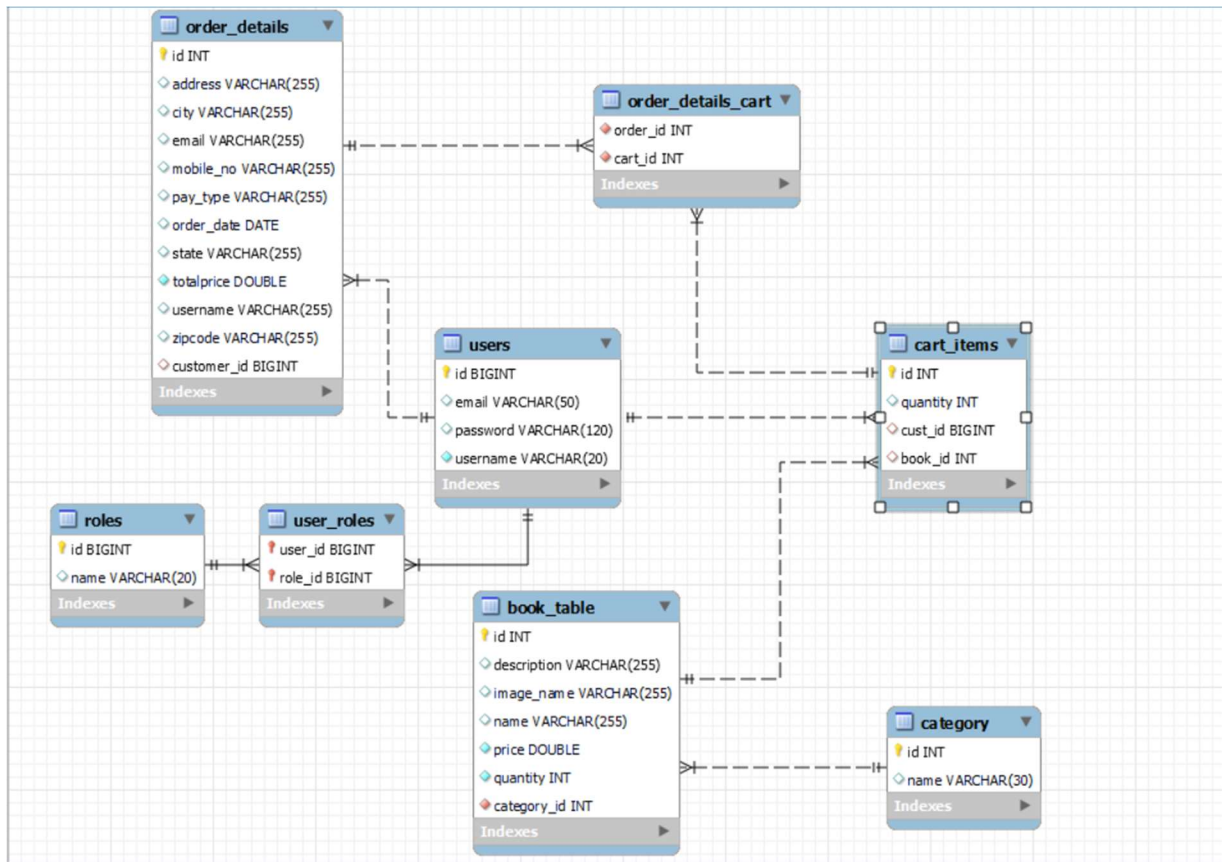 order_details
id INT
address VARCHAR(255)
city VARCHAR(255)
email VARCHAR(255)
mobile_no VARCHAR(255)
pay_type VARCHAR(255)
order_date DATE
state VARCHAR(255)
totalprice DOUBLE
username VARCHAR(255)
zipcode VARCHAR(255)
customer_id BIGINT
Indexes
order_details_cart
order_id INT
cart_id INT
Indexes
users
id BIGINT
email VARCHAR(50)
password VARCHAR(120)
username VARCHAR(20)
Indexes
cart_items
id INT
quantity INT
cust_id BIGINT
book_id INT
Indexes
roles
id BIGINT
name VARCHAR(20)
Indexes
user_roles
user_id BIGINT
role_id BIGINT
Indexes
book_table
id INT
description VARCHAR(255)
image_name VARCHAR(255)
name VARCHAR(255)
price DOUBLE
quantity INT
category_id INT
Indexes
category
id INT
name VARCHAR(30)
Indexes